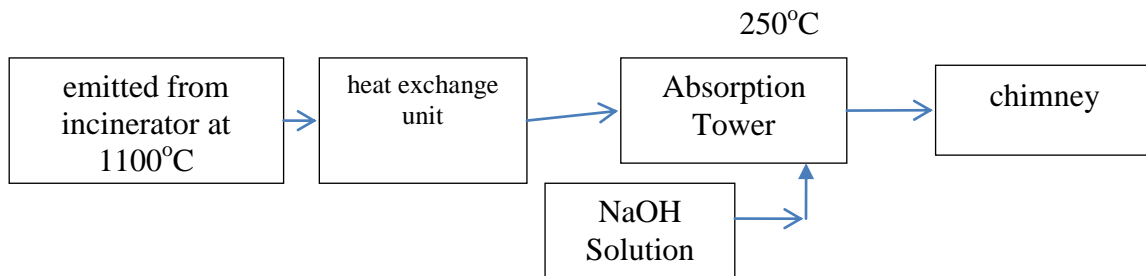 250°C
emitted from
incinerator at
1100°C
heat exchange
unit
Absorption
Tower
chimney
NaOH
Solution